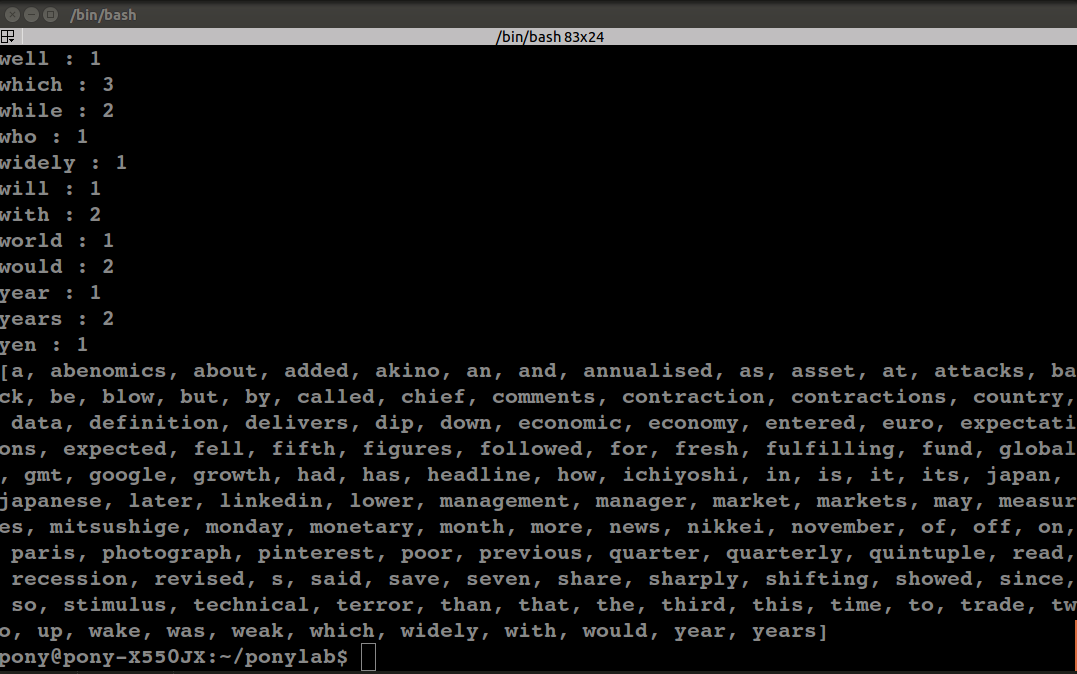 /bin/bash
/bin/bash 83x24
well : 1
which : 3
while : 2
who : 1
widely : 1
will : 1
with : 2
world : 1
would : 2
year : 1
years : 2
yen : 1
[a, abenomics, about, added, akino, an, and, annualised, as, asset, at, attacks, ba
ck, be, blow, but, by, called, chief, comments, contraction, contractions, country,
data, definition, delivers, dip, down, economic, economy, entered, euro, expectati
ons, expected, fell, fifth, figures, followed, for, fresh, fulfilling, fund, global
, gmt, google, growth, had, has, headline, how, ichiyoshi, in, is, it, its, japan,
japanese, later, linkedin, lower, management, manager, market, markets, may, measur
es, mitsushige, monday, monetary, month, more, news, nikkei, november, of, off, on,
paris, photograph, pinterest, poor, previous, quarter, quarterly, quintuple, read,
recession, revised, s, said, save, seven, share, sharply, shifting, showed, since,
so, stimulus, technical, terror, than, that, the, third, this, time, to, trade, tw
o, up, wake, was, weak, which, widely, with, would, year, years]
pony@pony-X550JX:~/ponylab$